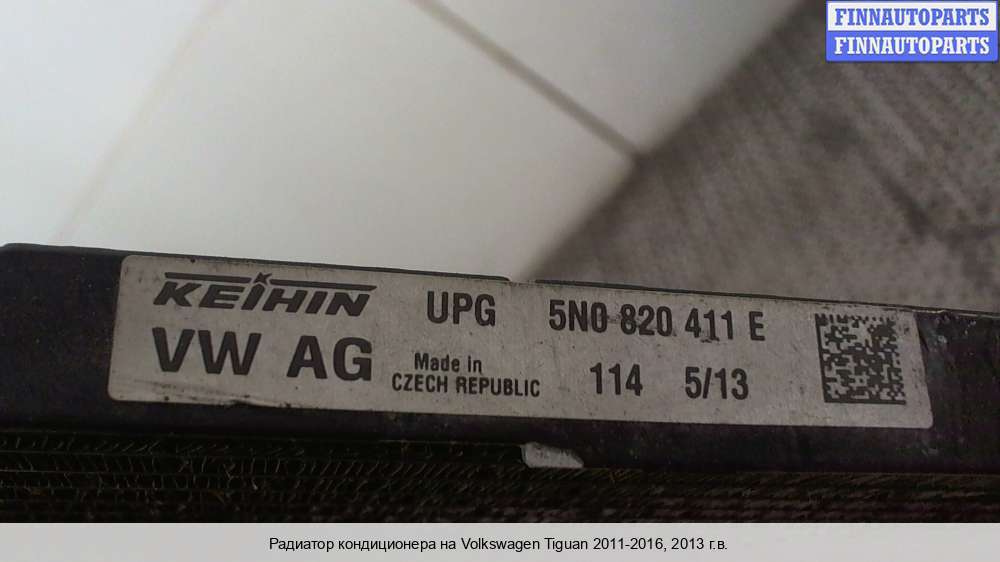 FINNAUTOPARTS
FINNAUTOPARTS
KEIHIN UPG 5N0 820 411 E
VW AG Made in CZECH REPUBLIC 114 5/13
Радиатор кондиционера на Volkswagen Tiguan 2011-2016, 2013 г.в.